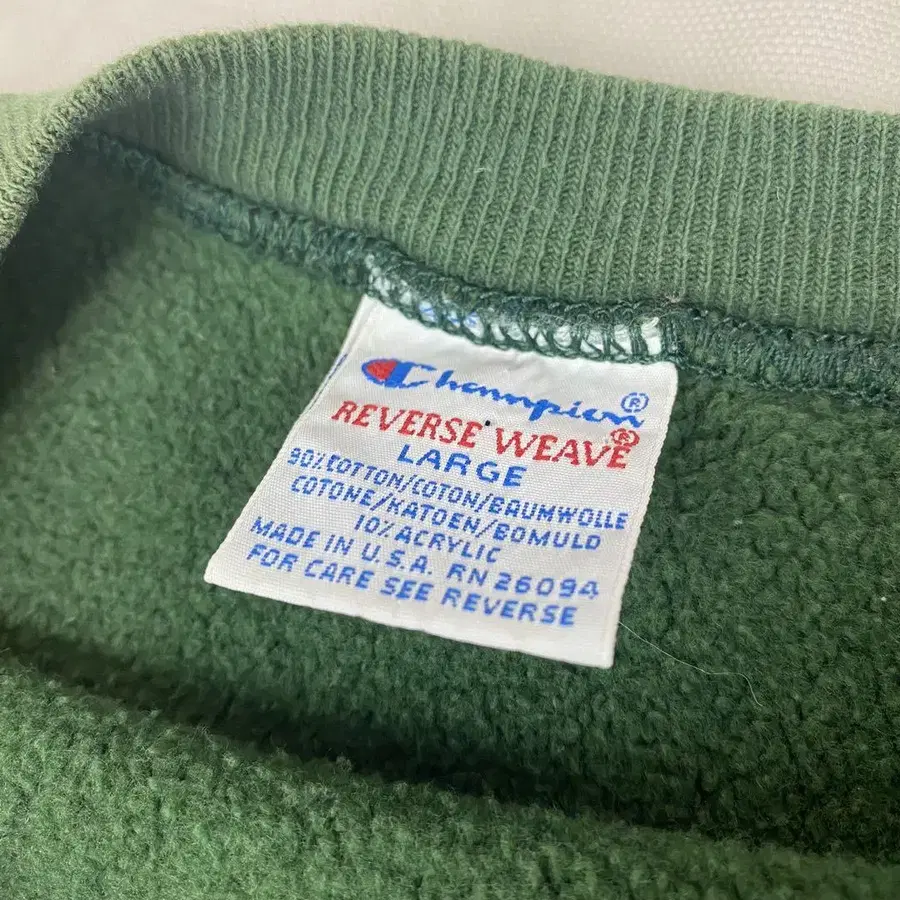 Champion®
REVERSE WEAVE®
LARGE
90% COTTON/COTON/BAUMWOLLE
COTONE/KATOEN/BOMULD
10% ACRYLIC
MADE IN U.S.A. RN 26094
FOR CARE SEE REVERSE